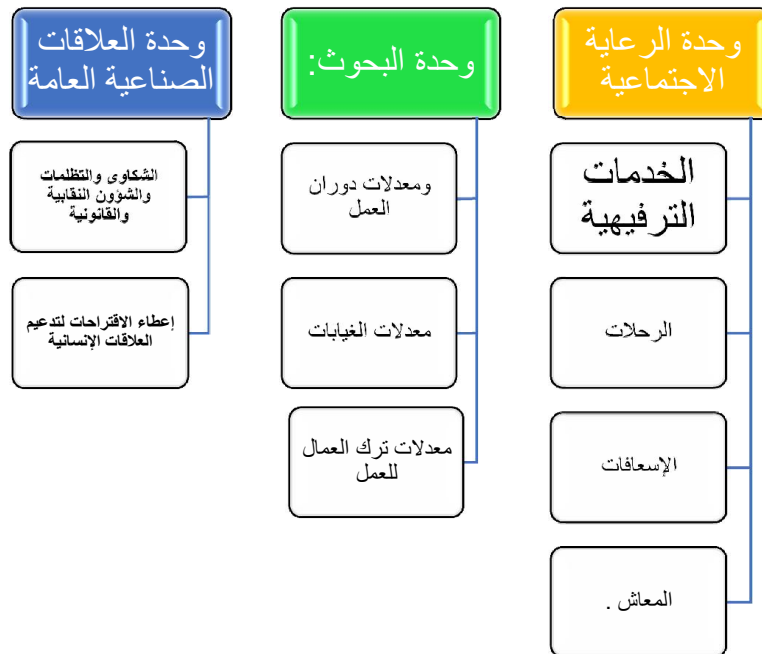 وحدة الرعاية
الاجتماعية
الخدمات
الترفيهية
الرحلات
الإسعافات
المعاش .
وحدة البحوث:
ومعدلات دوران
العمل
معدلات الغيابات
معدلات ترك العمال
للعمل
وحدة العلاقات
الصناعية العامة
الشكاوى والتظلمات
والشؤون النقابية
والقانونية
إعطاء الاقتراحات لتدعيم
العلاقات الإنسانية